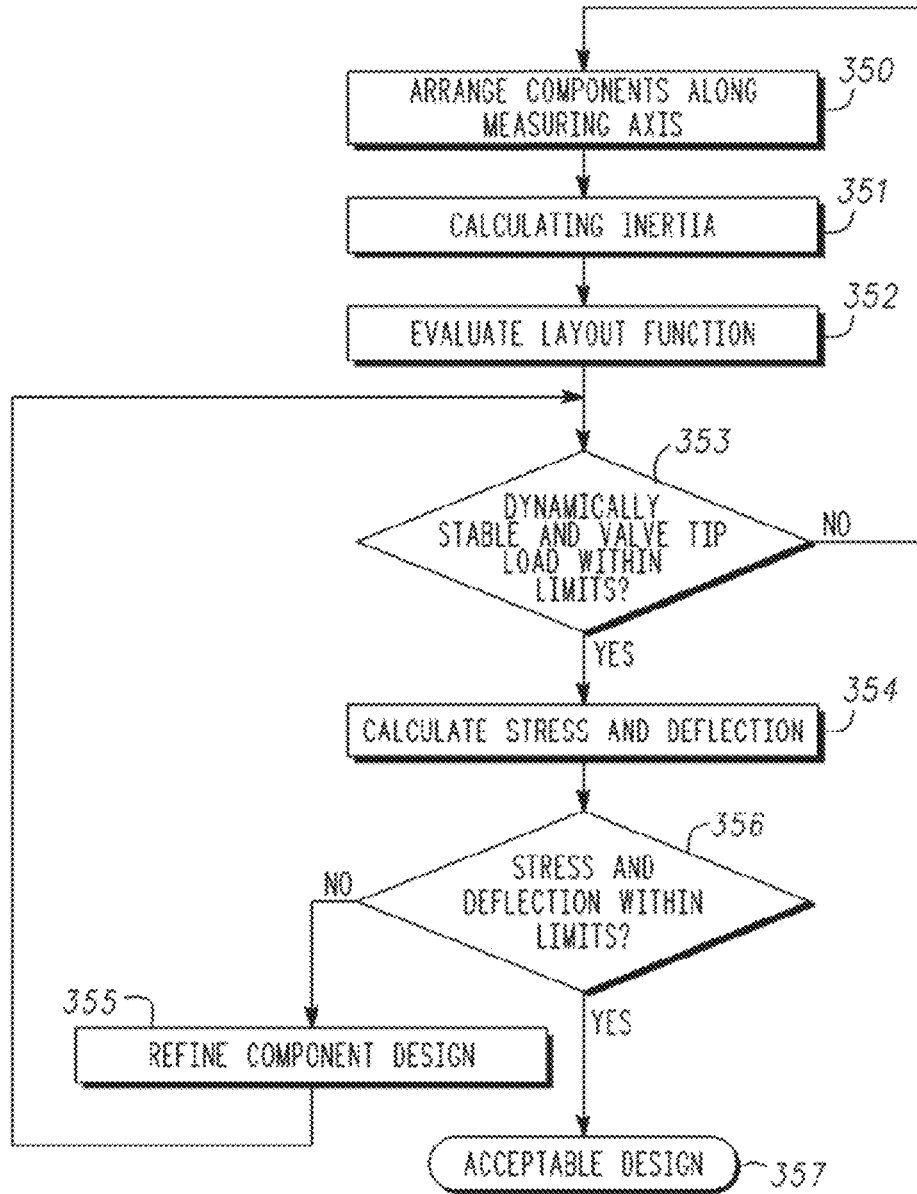 350
ARRANGE COMPONENTS ALONG
MEASURING AXIS
351
CALCULATING INERTIA
352
EVALUATE LAYOUT FUNCTION
353
DYNAMICALLY
STABLE AND VALVE TIP
LOAD WITHIN
LIMITS?
NO
YES
354
CALCULATE STRESS AND DEFLECTION
356
STRESS AND
DEFLECTION WITHIN
LIMITS?
NO
355
YES
REFINE COMPONENT DESIGN
ACCEPTABLE DESIGN
357